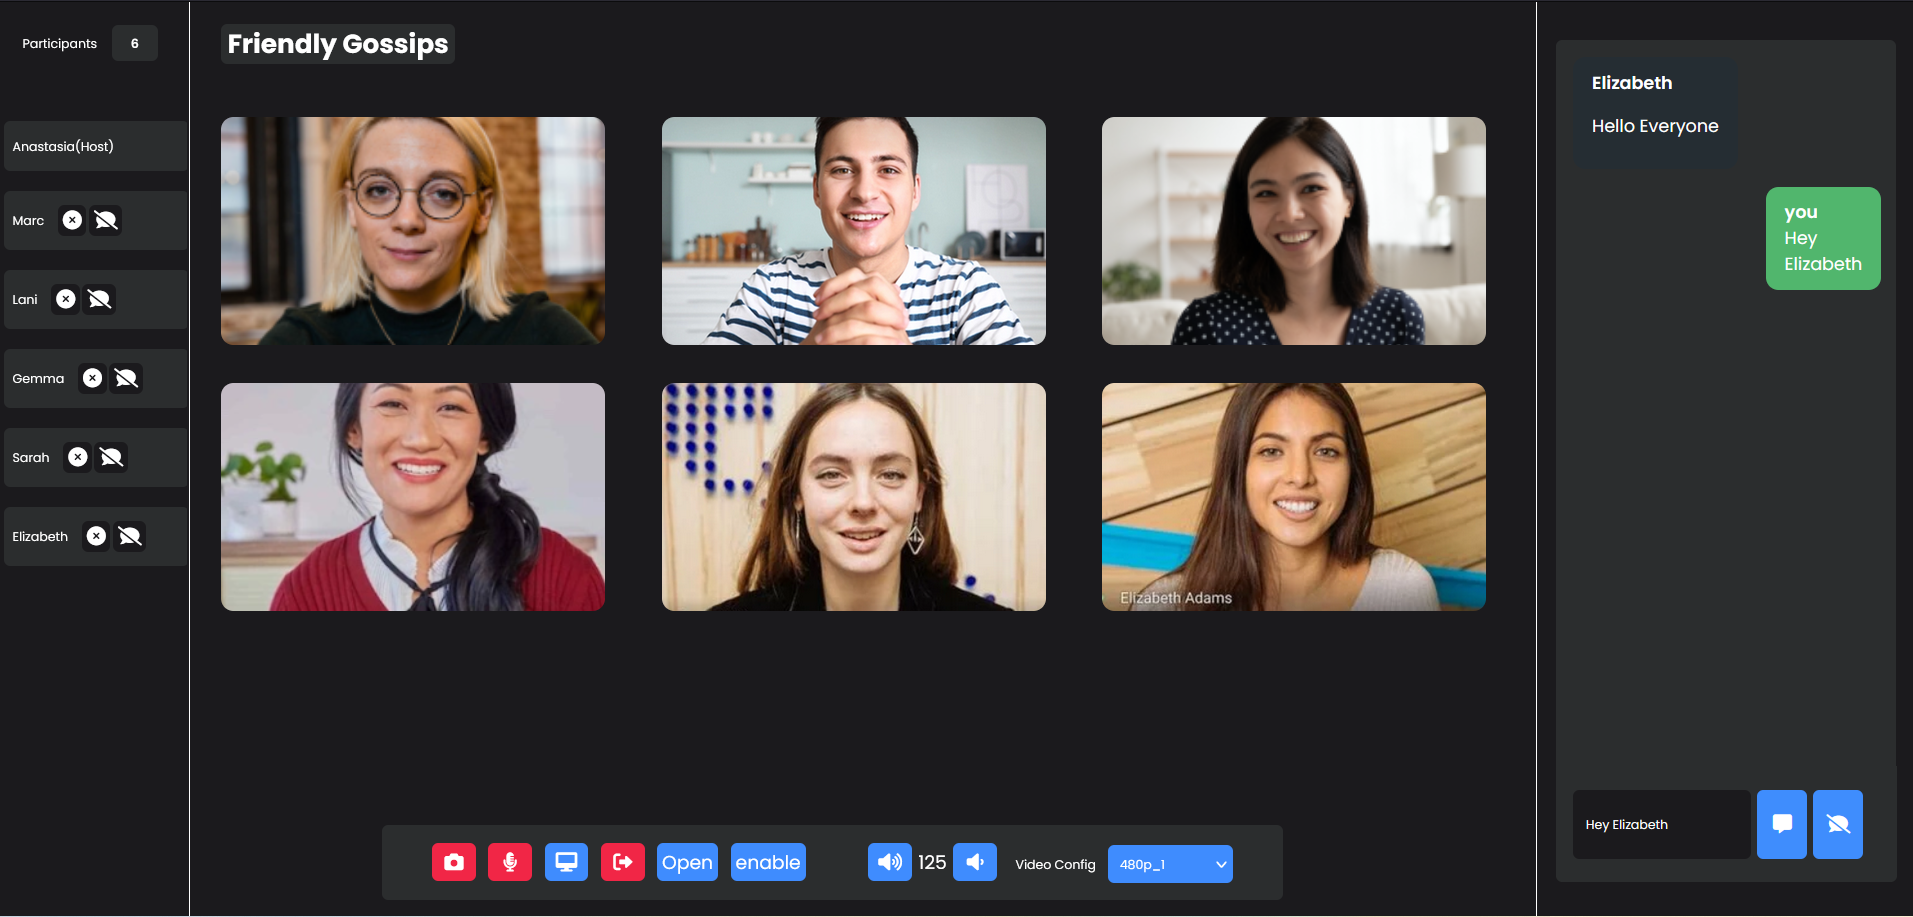 Participants 6
Anastasia(Host)
Marc
Lani
Gemma
Sarah
Elizabeth
Friendly Gossips
Elizabeth Adams
Open
enable
125
Video Config
480p_1
Elizabeth
Hello Everyone
you
Hey
Elizabeth
Hey Elizabeth